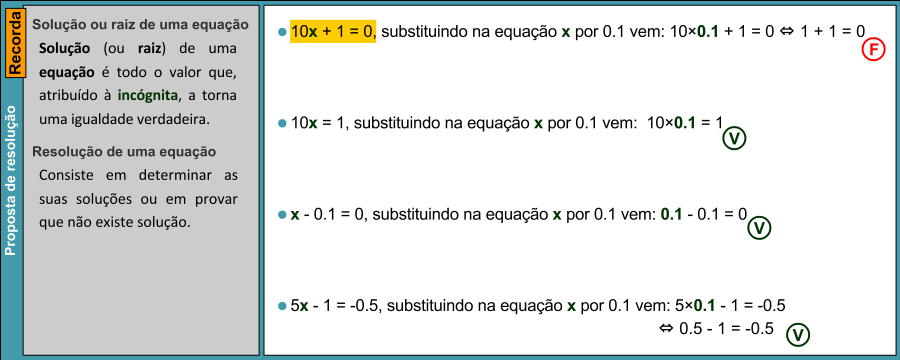 Recorda
Proposta de resolução
Solução ou raiz de uma equação
Solução (ou raiz) de uma
equação é todo o valor que,
atribuído à incógnita, a torna
uma igualdade verdadeira.
Resolução de uma equação
Consiste em determinar as
suas soluções ou em provar
que não existe solução.
10x + 1 = 0, substituindo na equação x por 0.1 vem: 10×0.1 + 1 = 0 ⇔ 1 + 1 = 0
F
10x = 1, substituindo na equação x por 0.1 vem: 10×0.1 = 1
V
x - 0.1 = 0, substituindo na equação x por 0.1 vem: 0.1 - 0.1 = 0
V
5x - 1 = -0.5, substituindo na equação x por 0.1 vem: 5×0.1 - 1 = -0.5
⇔ 0.5 - 1 = -0.5 V